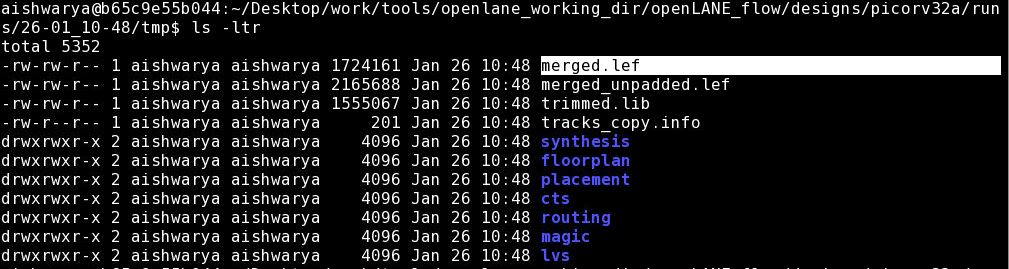 aishwarya@b65c9e55b044:~/Desktop/work/tools/openlane_working_dir/openLANE_flow/designs/picorv32a/run
s/26-01_10-48/tmp$ ls -ltr
total 5352
-rw-rw-r-- 1 aishwarya aishwarya 1724161 Jan 26 10:48 merged.lef
-rw-rw-r-- 1 aishwarya aishwarya 2165688 Jan 26 10:48 merged_unpadded.lef
-rw-rw-r-- 1 aishwarya aishwarya 1555067 Jan 26 10:48 trimmed.lib
-rw-r--r-- 1 aishwarya aishwarya     201 Jan 26 10:48 tracks_copy.info
drwxrwxr-x 2 aishwarya aishwarya    4096 Jan 26 10:48 synthesis
drwxrwxr-x 2 aishwarya aishwarya    4096 Jan 26 10:48 floorplan
drwxrwxr-x 2 aishwarya aishwarya    4096 Jan 26 10:48 placement
drwxrwxr-x 2 aishwarya aishwarya    4096 Jan 26 10:48 cts
drwxrwxr-x 2 aishwarya aishwarya    4096 Jan 26 10:48 routing
drwxrwxr-x 2 aishwarya aishwarya    4096 Jan 26 10:48 magic
drwxrwxr-x 2 aishwarya aishwarya    4096 Jan 26 10:48 lvs